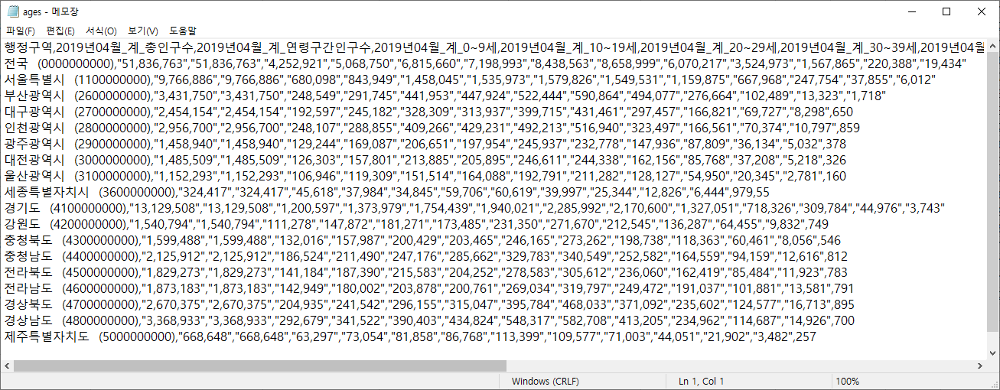 ages - 메모장
파일(F) 편집(E) 서식(O) 보기(V) 도움말
행정구역,2019년04월_계_총인구수,2019년04월_계_연령구간인구수,2019년04월_계_0~9세,2019년04월_계_10~19세,2019년04월_계_20~29세,2019년04월_계_30~39세,2019년04월
전국 (0000000000),"51,836,763","51,836,763","4,252,921","5,068,750","6,815,660","7,198,993","8,438,563","8,658,999","6,070,217","3,524,973","1,567,865","220,388","19,434"
서울특별시 (1100000000),"9,766,886","9,766,886","680,098","843,949","1,458,045","1,535,973","1,579,826","1,549,531","1,159,875","667,968","247,754","37,855","6,012"
부산광역시 (2600000000),"3,431,750","3,431,750","248,549","291,745","441,953","447,924","522,444","590,864","494,077","276,664","102,489","13,323","1,718"
대구광역시 (2700000000),"2,454,154","2,454,154","192,597","245,182","328,309","313,937","399,715","431,461","297,457","166,821","69,727","8,298",650
인천광역시 (2800000000),"2,956,700","2,956,700","248,107","288,855","409,266","429,231","492,213","516,940","323,497","166,561","70,374","10,797",859
광주광역시 (2900000000),"1,458,940","1,458,940","129,244","169,087","206,651","197,954","245,937","232,778","147,936","87,809","36,134","5,032",378
대전광역시 (3000000000),"1,485,509","1,485,509","126,303","157,801","213,885","205,895","246,611","244,338","162,156","85,768","37,208","5,218",326
울산광역시 (3100000000),"1,152,293","1,152,293","106,946","119,309","151,514","164,088","192,791","211,282","128,127","54,950","20,345","2,781",160
세종특별자치시 (3600000000),"324,417","324,417","45,618","37,984","34,845","59,706","60,619","39,997","25,344","12,826","6,444",979,55
경기도 (4100000000),"13,129,508","13,129,508","1,200,597","1,373,979","1,754,439","1,940,021","2,285,992","2,170,600","1,327,051","718,326","309,784","44,976","3,743"
강원도 (4200000000),"1,540,794","1,540,794","111,278","147,872","181,271","173,485","231,350","271,670","212,545","136,287","64,455","9,832",749
충청북도 (4300000000),"1,599,488","1,599,488","132,016","157,987","200,429","203,465","246,165","273,262","198,738","118,363","60,461","8,056",546
충청남도 (4400000000),"2,125,912","2,125,912","186,524","211,490","247,176","285,662","329,783","340,549","252,582","164,559","94,159","12,616",812
전라북도 (4500000000),"1,829,273","1,829,273","141,184","187,390","215,583","204,252","278,583","305,612","236,060","162,419","85,484","11,923",783
전라남도 (4600000000),"1,873,183","1,873,183","142,949","180,002","203,878","200,761","269,034","319,797","249,472","191,037","101,881","13,581",791
경상북도 (4700000000),"2,670,375","2,670,375","204,935","241,542","296,155","315,047","395,784","468,033","371,092","235,602","124,577","16,713",895
경상남도 (4800000000),"3,368,933","3,368,933","292,679","341,522","390,403","434,824","548,317","582,708","413,205","234,962","114,687","14,926",700
제주특별자치도 (5000000000),"668,648","668,648","63,297","73,054","81,858","86,768","113,399","109,577","71,003","44,051","21,902","3,482",257
Windows (CRLF) Ln 1, Col 1 100%